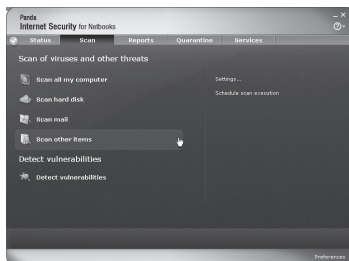 Panda
Internet Security for Netbooks
Status Scan Reports Quarantine Services
Scan of viruses and other threats
Scan all my computer
Scan hard disk
Scan mail
Scan other items
Settings...
Schedule scan execution
Detect vulnerabilities
Detect vulnerabilities
Preferences